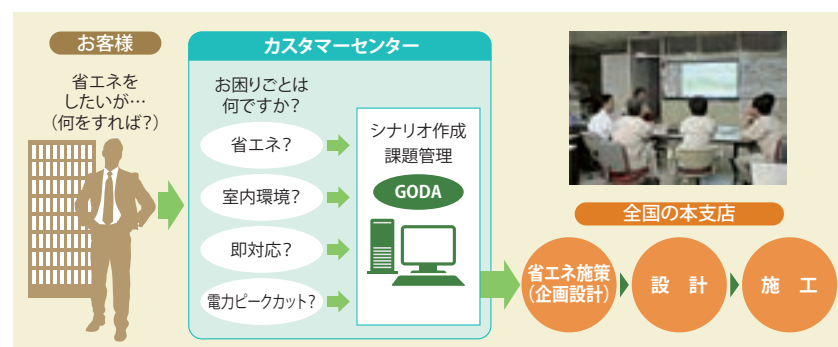 お客様
省エネを
したいが…
（何をすれば？）
カスタマーセンター
お困りごとは
何ですか？
省エネ？
室内環境？
即対応？
電力ピークカット？
シナリオ作成
課題管理
GODA
全国の本支店
省エネ施策
（企画設計）
設　計
施　工